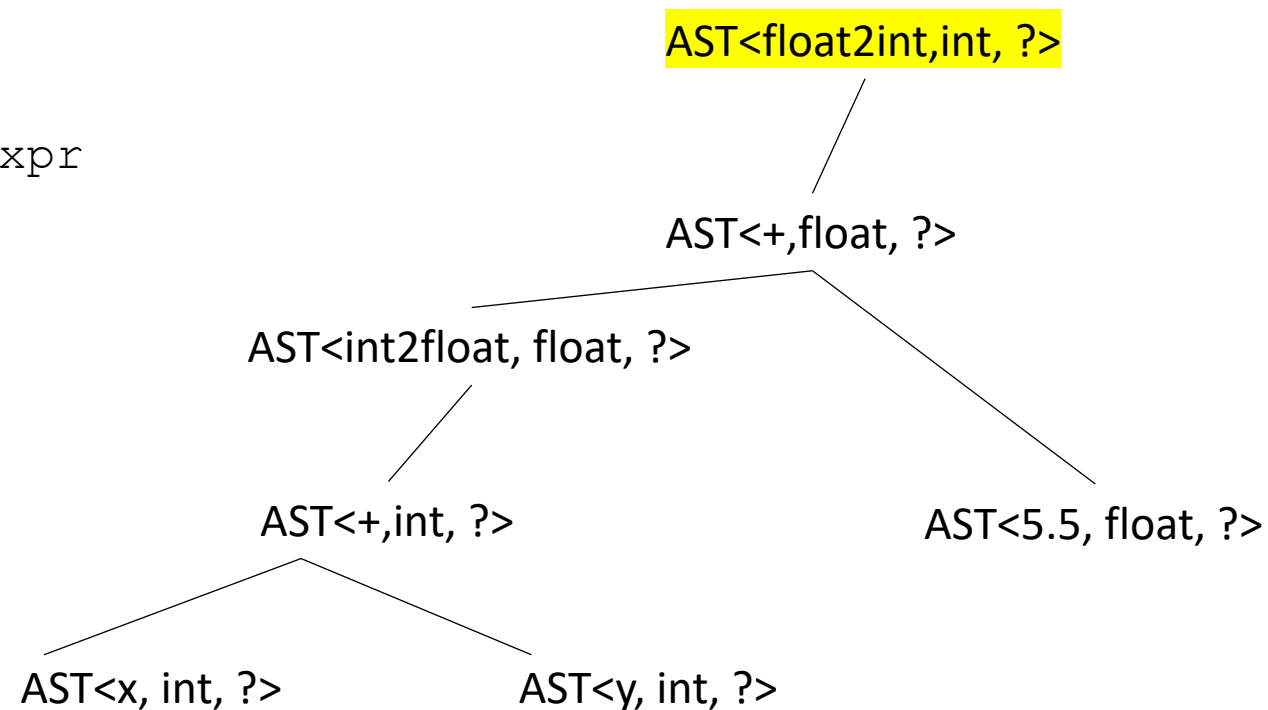 AST<float2int,int, ?>
xpr
AST<+,float, ?>
AST<int2float, float, ?>
AST<+,int, ?>
AST<5.5, float, ?>
AST<x, int, ?>
AST<y, int, ?>